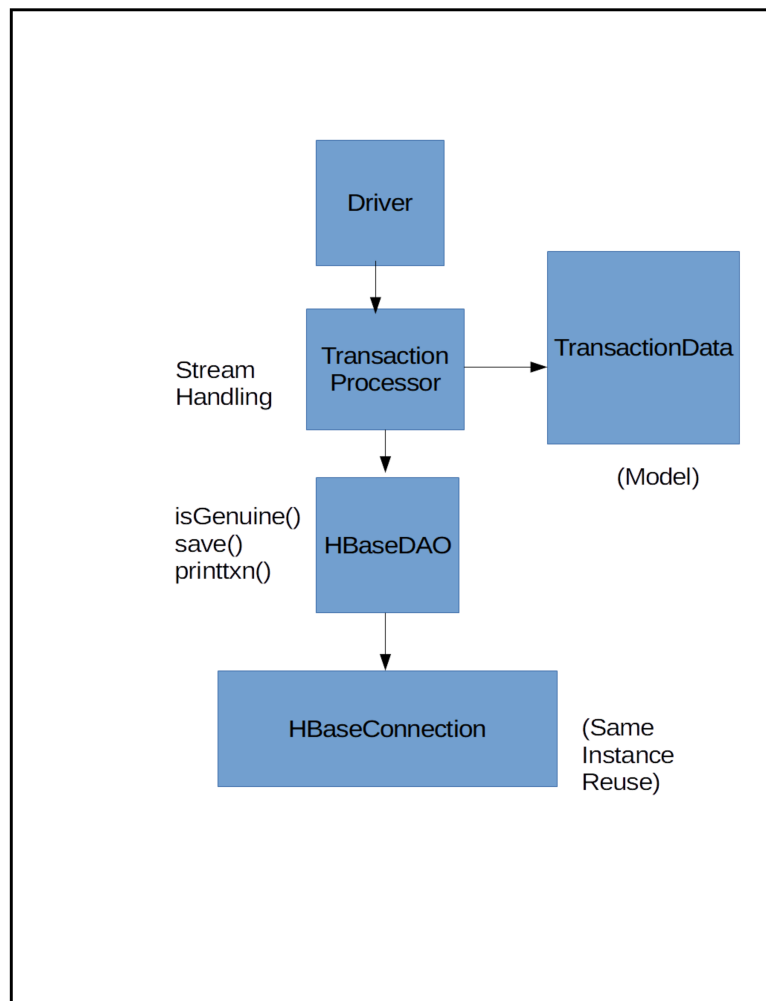 Driver
Transaction
Processor
TransactionData
Stream
Handling
(Model)
isGenuine()
save()
printtxn()
HBaseDAO
HBaseConnection
(Same
Instance
Reuse)